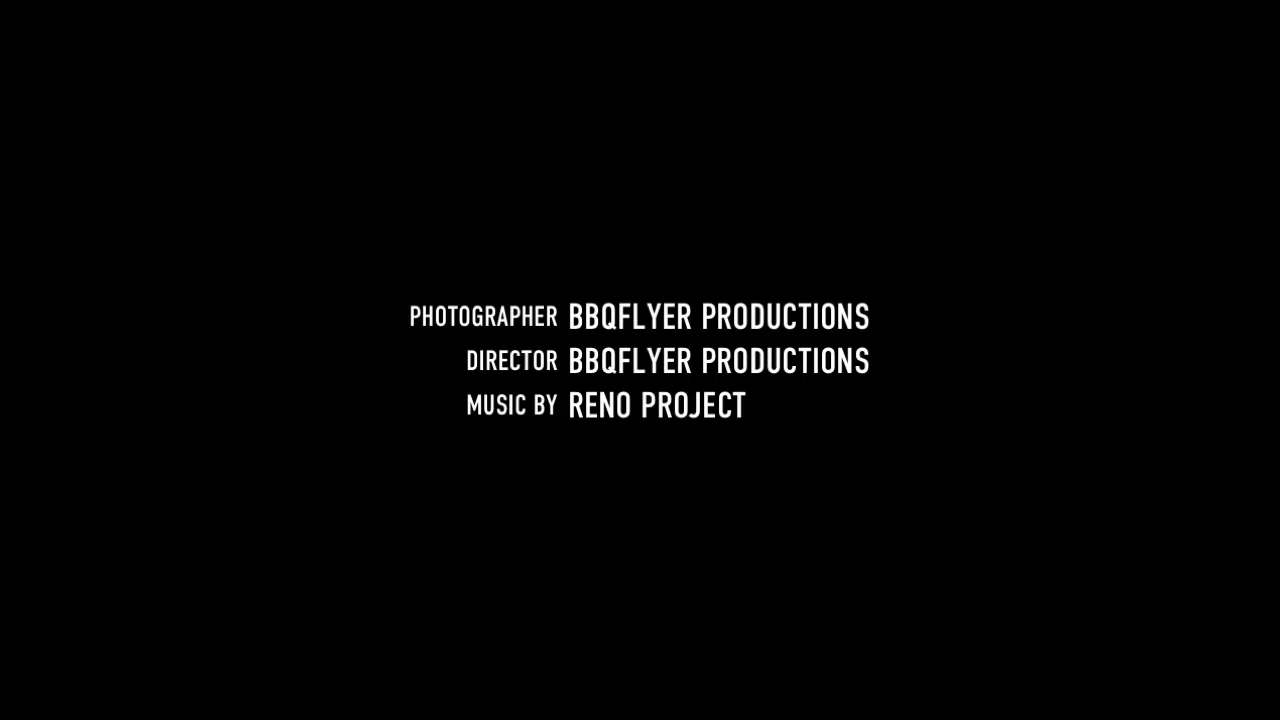 PHOTOGRAPHER BBQFLYER PRODUCTIONS
DIRECTOR BBQFLYER PRODUCTIONS
MUSIC BY RENO PROJECT